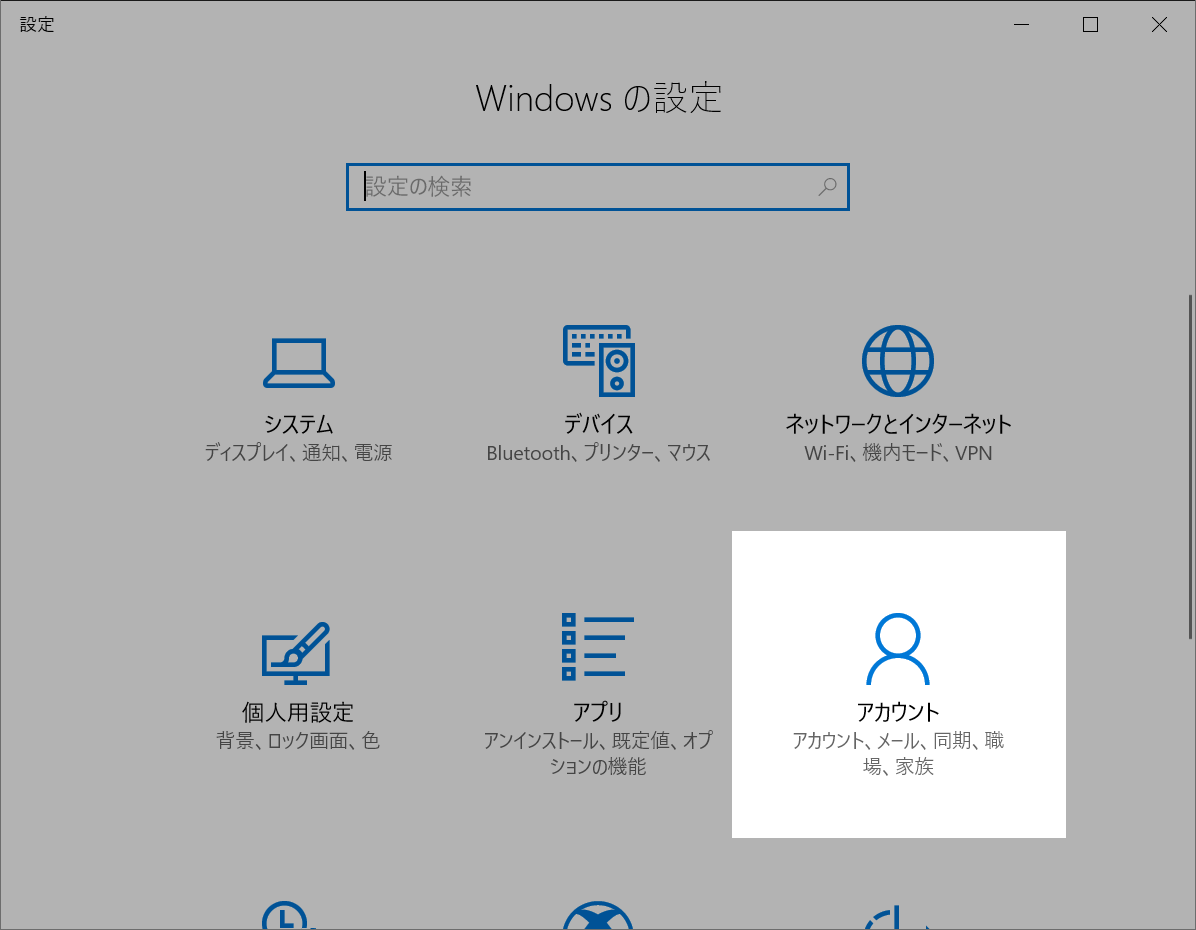 設定
Windows の設定
設定の検索
システム
ディスプレイ、通知、電源
デバイス
Bluetooth、プリンター、マウス
ネットワークとインターネット
Wi-Fi、機内モード、VPN
個人用設定
背景、ロック画面、色
アプリ
アンインストール、既定値、オプ
ションの機能
アカウント
アカウント、メール、同期、職
場、家族